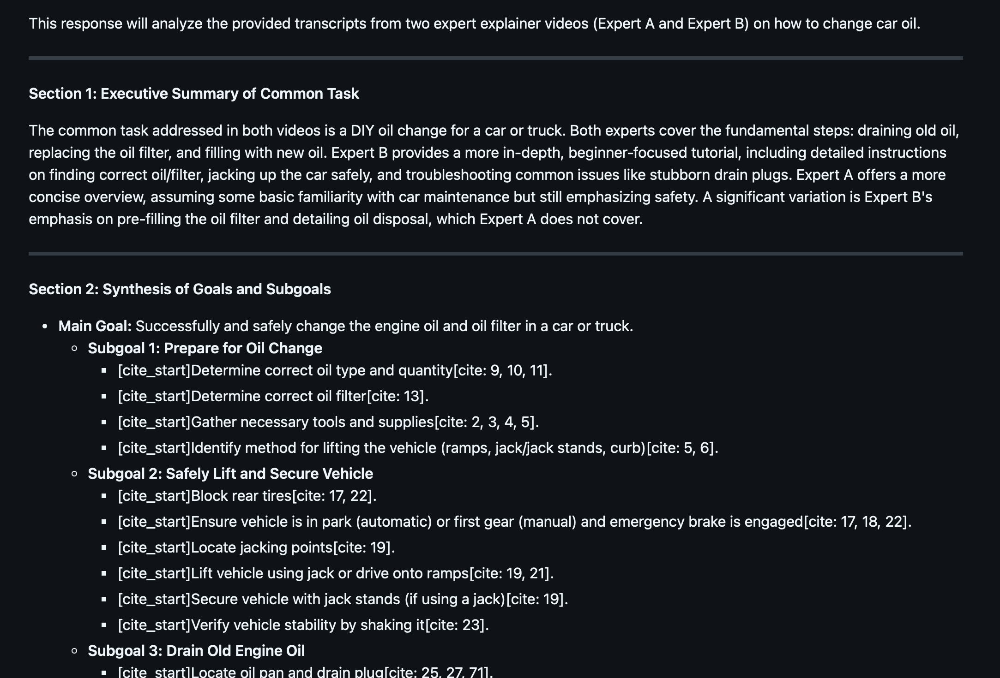 This response will analyze the provided transcripts from two expert explainer videos (Expert A and Expert B) on how to change car oil.
Section 1: Executive Summary of Common Task
The common task addressed in both videos is a DIY oil change for a car or truck. Both experts cover the fundamental steps: draining old oil,
replacing the oil filter, and filling with new oil. Expert B provides a more in-depth, beginner-focused tutorial, including detailed instructions
on finding correct oil/filter, jacking up the car safely, and troubleshooting common issues like stubborn drain plugs. Expert A offers a more
concise overview, assuming some basic familiarity with car maintenance but still emphasizing safety. A significant variation is Expert B's
emphasis on pre-filling the oil filter and detailing oil disposal, which Expert A does not cover.
Section 2: Synthesis of Goals and Subgoals
• Main Goal: Successfully and safely change the engine oil and oil filter in a car or truck.
◦ Subgoal 1: Prepare for Oil Change
▪ [cite_start]Determine correct oil type and quantity[cite: 9, 10, 11].
▪ [cite_start]Determine correct oil filter[cite: 13].
▪ [cite_start]Gather necessary tools and supplies[cite: 2, 3, 4, 5].
▪ [cite_start]Identify method for lifting the vehicle (ramps, jack/jack stands, curb)[cite: 5, 6].
◦ Subgoal 2: Safely Lift and Secure Vehicle
▪ [cite_start]Block rear tires[cite: 17, 22].
▪ [cite_start]Ensure vehicle is in park (automatic) or first gear (manual) and emergency brake is engaged[cite: 17, 18, 22].
▪ [cite_start]Locate jacking points[cite: 19].
▪ [cite_start]Lift vehicle using jack or drive onto ramps[cite: 19, 21].
▪ [cite_start]Secure vehicle with jack stands (if using a jack)[cite: 19].
▪ [cite_start]Verify vehicle stability by shaking it[cite: 23].
◦ Subgoal 3: Drain Old Engine Oil
▪ [cite_start]Locate oil pan and drain plug[cite: 25, 27, 71].